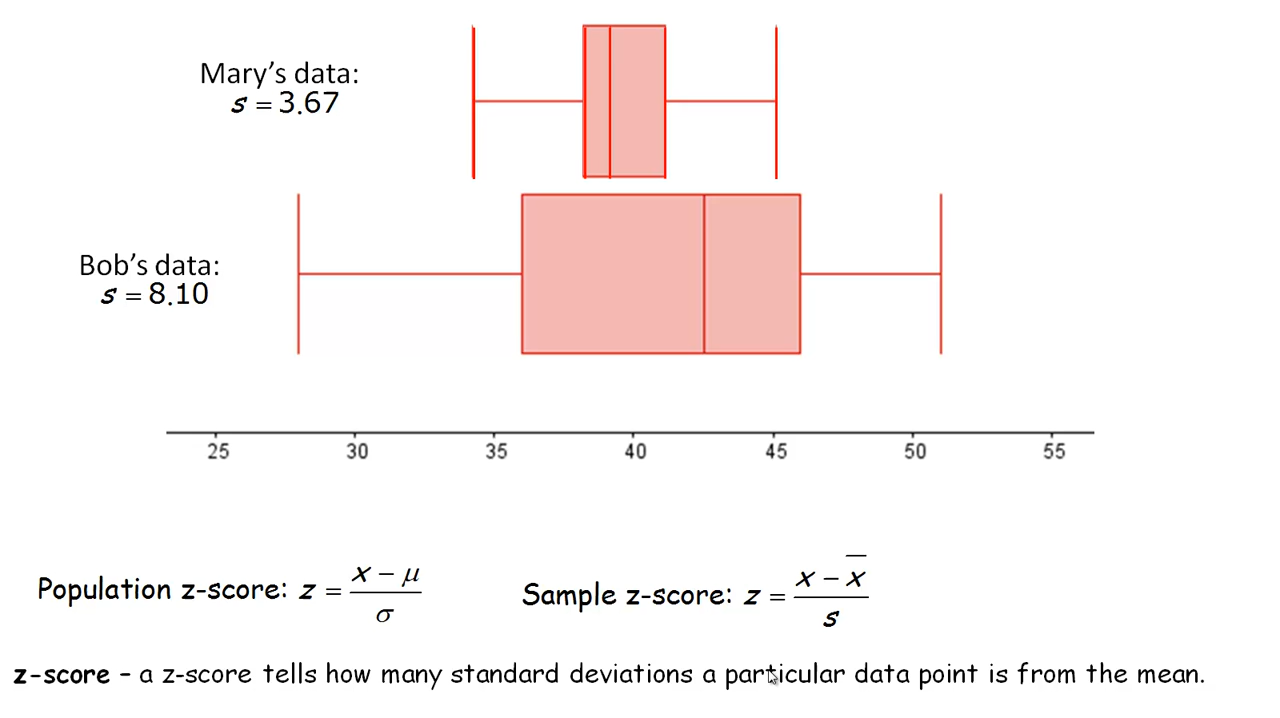 Mary's data:
s = 3.67
Bob's data:
s = 8.10
25 30 35 40 45 50 55
Population z-score: z = (x − μ) / σ
Sample z-score: z = (x − x̅) / s
z-score – a z-score tells how many standard deviations a particular data point is from the mean.